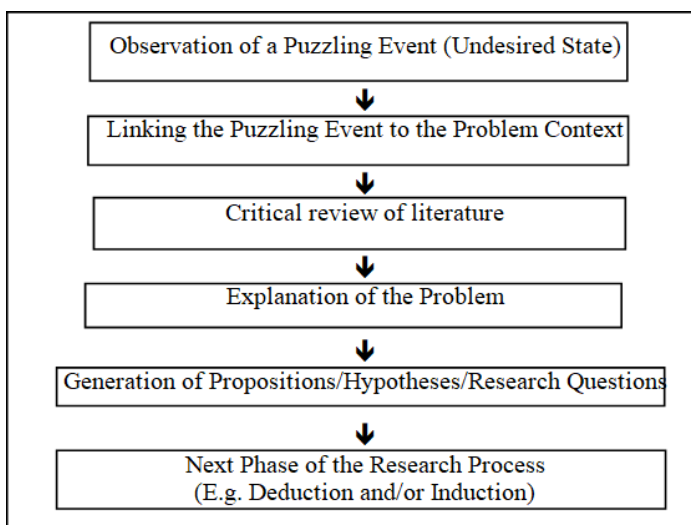 Observation of a Puzzling Event (Undesired State)
Linking the Puzzling Event to the Problem Context
Critical review of literature
Explanation of the Problem
Generation of Propositions/Hypotheses/Research Questions
Next Phase of the Research Process
(E.g. Deduction and/or Induction)